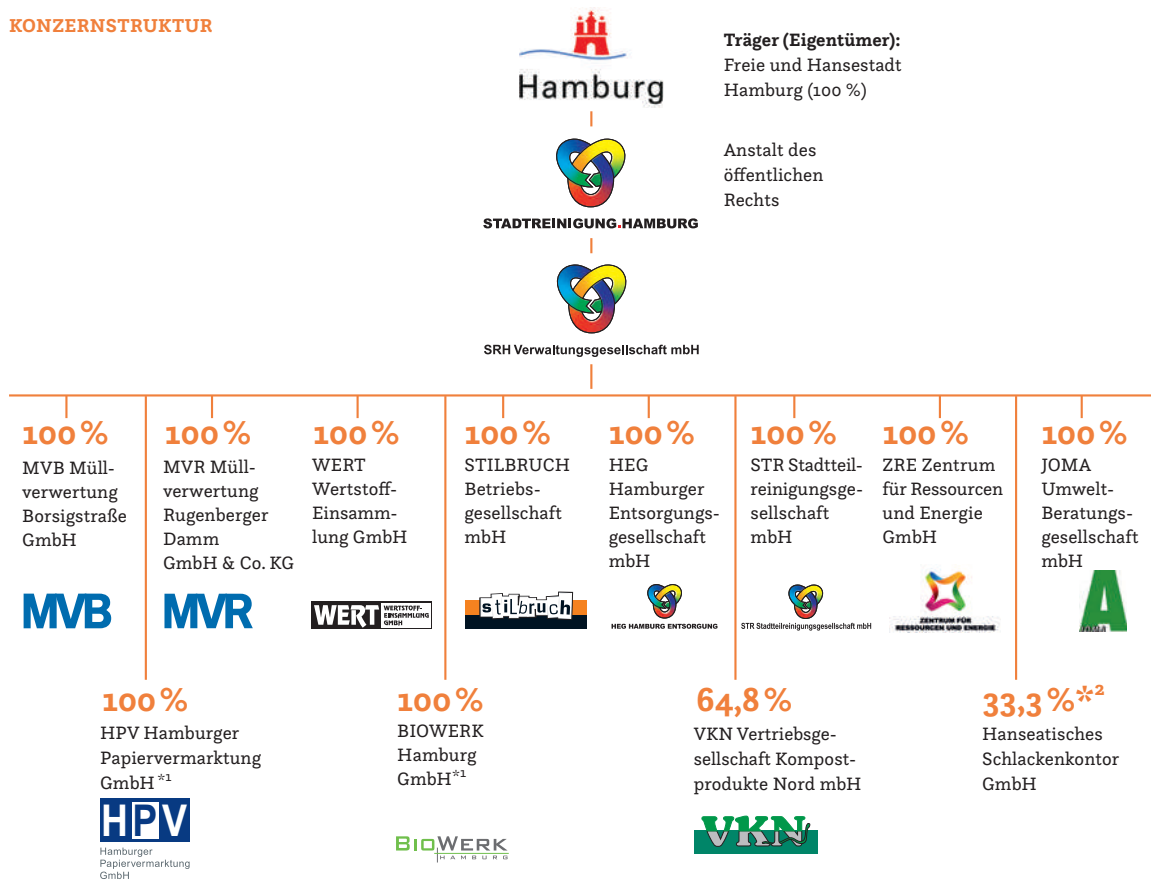 KONZERNSTRUKTUR
Hamburg
Träger (Eigentümer):
Freie und Hansestadt
Hamburg (100 %)
STADTREINIGUNG.HAMBURG
Anstalt des
öffentlichen
Rechts
SRH Verwaltungsgesellschaft mbH
100 %
MVB Müll-
verwertung
Borsigstraße
GmbH
MVB
100 %
MVR Müll-
verwertung
Rugenberger
Damm
GmbH & Co. KG
MVR
100 %
WERT
Wertstoff-
Einsamm-
lung GmbH
WERT WERTSTOFF-
EINSAMMLUNG
GMBH
100 %
STILBRUCH
Betriebs-
gesellschaft
mbH
stilbruch
100 %
HEG
Hamburger
Entsorgungs-
gesellschaft
mbH
HEG HAMBURG ENTSORGUNG
100 %
STR Stadtteil-
reinigungsge-
sellschaft
mbH
STR Stadtteilreinigungsgesellschaft mbH
100 %
ZRE Zentrum
für Ressourcen
und Energie
GmbH
ZENTRUM FÜR
RESSOURCEN UND ENERGIE
100 %
JOMA
Umwelt-
Beratungs-
gesellschaft
mbH
A
JOMA
100 %
HPV Hamburger
Papiervermarktung
GmbH *1
HPV
Hamburger
Papiervermarktung
GmbH
100 %
BIOWERK
Hamburg
GmbH*1
BIOWERK
HAMBURG
64,8 %
VKN Vertriebsge-
sellschaft Kompost-
produkte Nord mbH
VKN
33,3 %*2
Hanseatisches
Schlackenkontor
GmbH